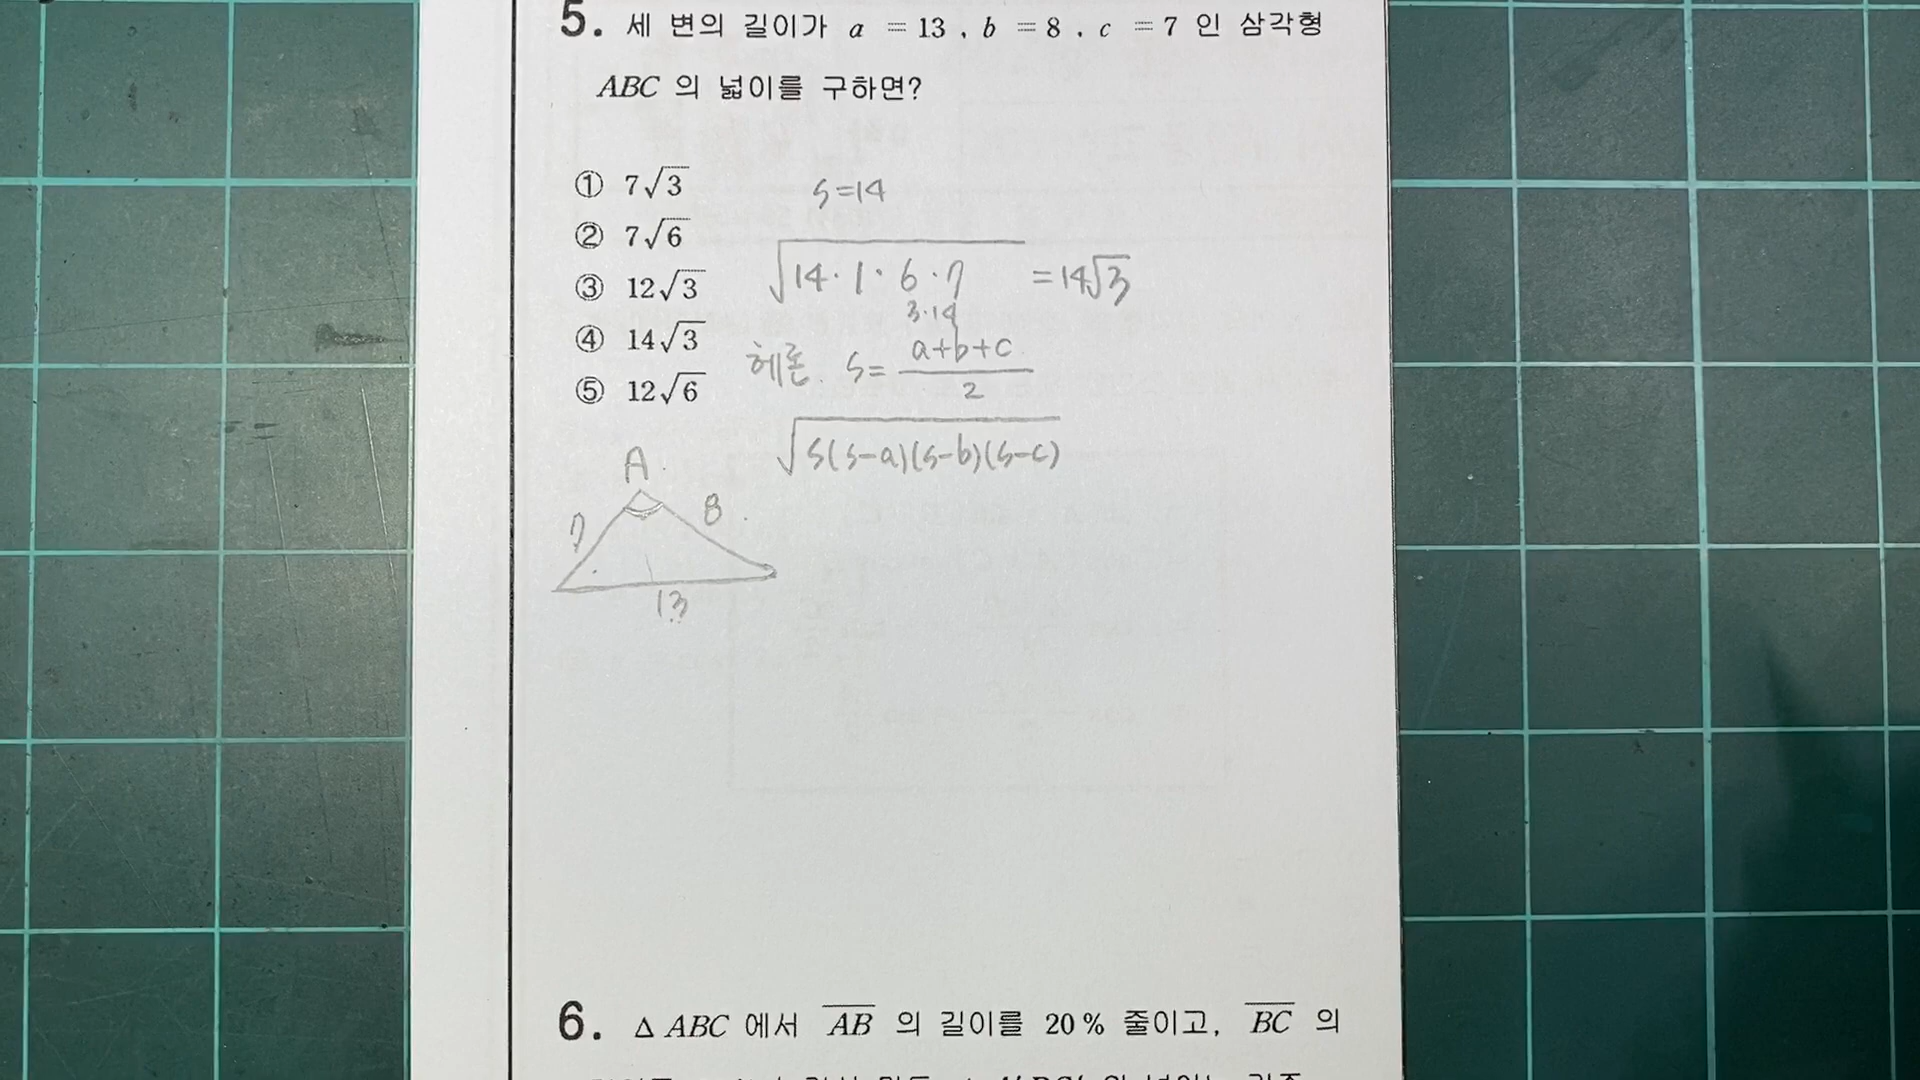 5. 세 변의 길이가 a = 13 , b = 8 , c = 7 인 삼각형
ABC 의 넓이를 구하면?
① 7√3
② 7√6
③ 12√3
④ 14√3
⑤ 12√6
s=14
√14·1·6·7 = 14√3
3·14
헤론. s= a+b+c / 2
√s(s-a)(s-b)(s-c)
A
7
8
13
6. △ABC 에서 AB 의 길이를 20% 줄이고, BC 의